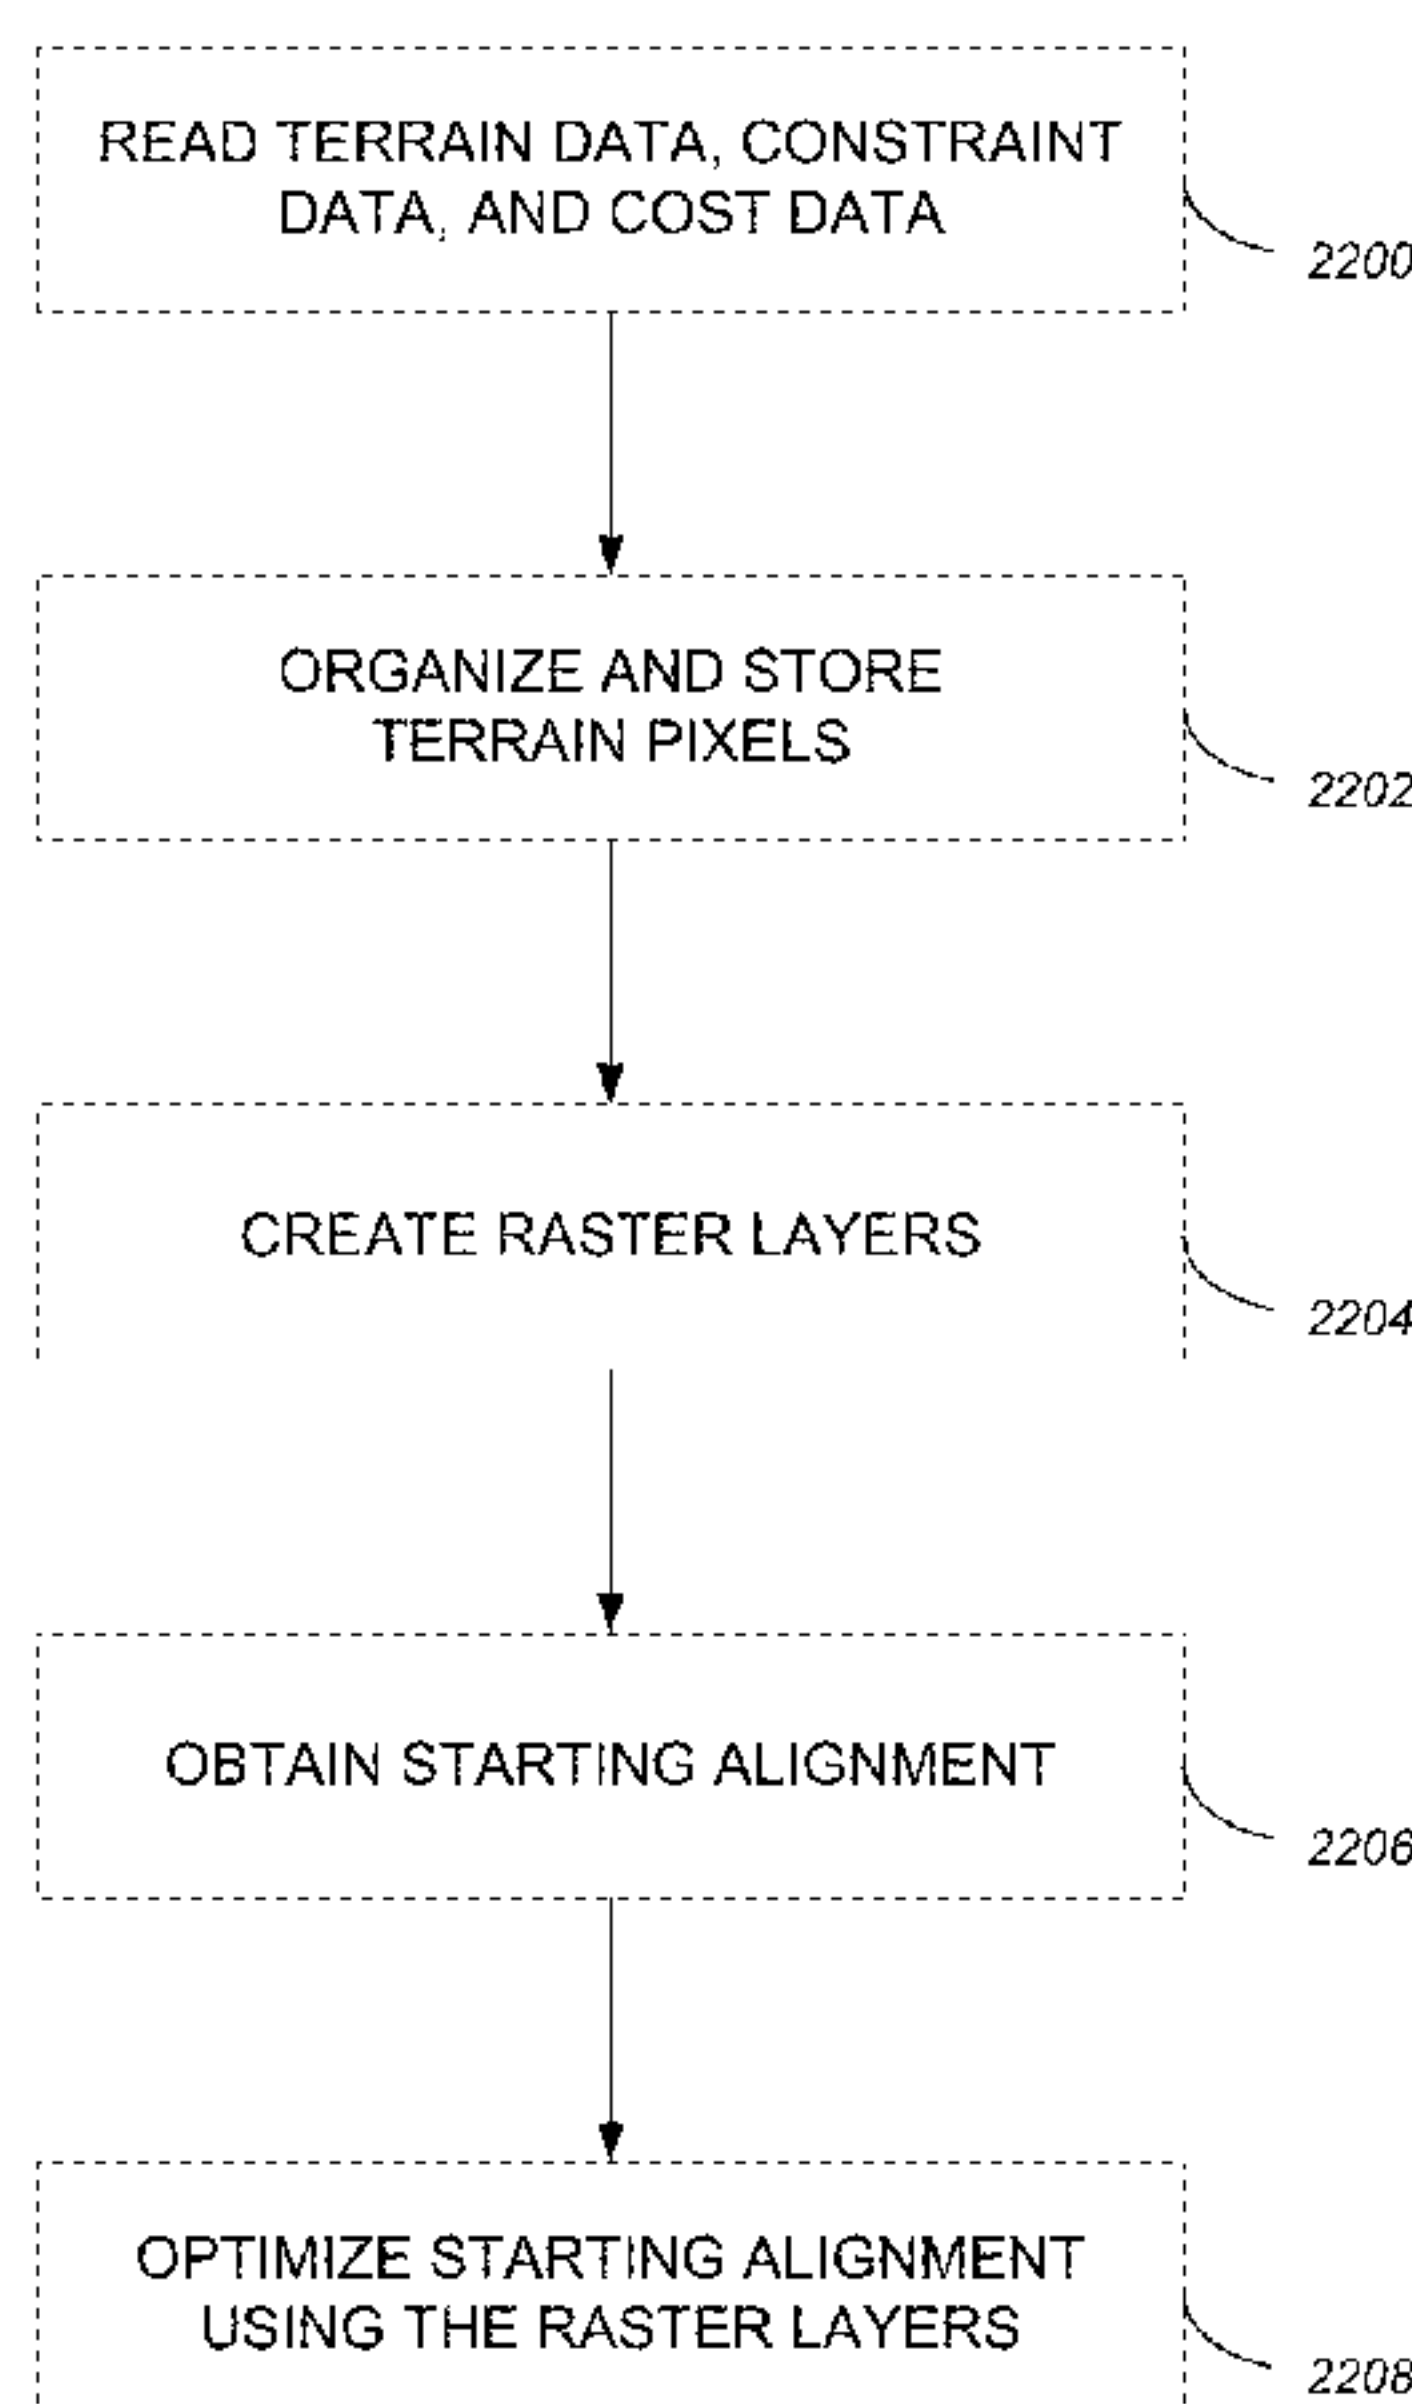 READ TERRAIN DATA, CONSTRAINT
DATA, AND COST DATA
2200
ORGANIZE AND STORE
TERRAIN PIXELS
2202
CREATE RASTER LAYERS
2204
OBTAIN STARTING ALIGNMENT
2206
OPTIMIZE STARTING ALIGNMENT
USING THE RASTER LAYERS
2208